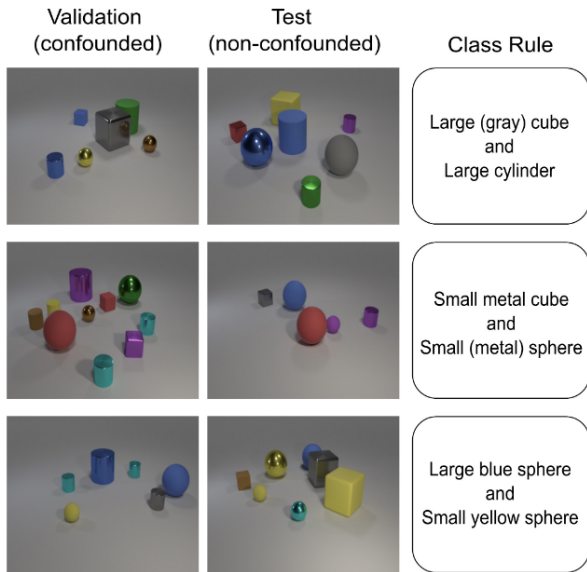 Validation
(confounded)
Test
(non-confounded)
Class Rule
Large (gray) cube
and
Large cylinder
Small metal cube
and
Small (metal) sphere
Large blue sphere
and
Small yellow sphere